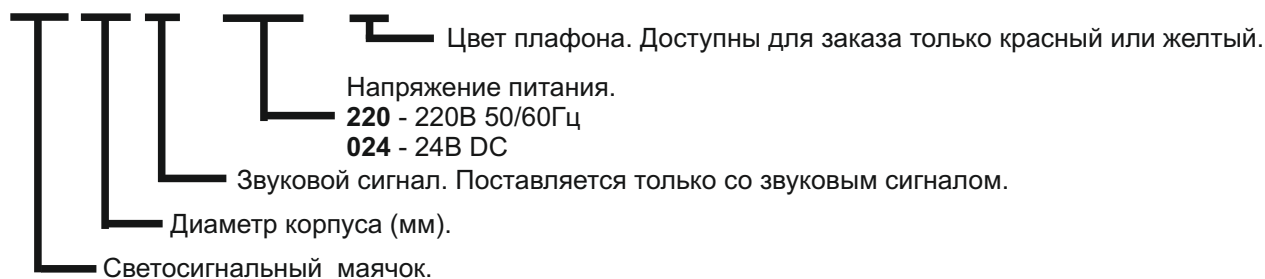 Цвет плафона. Доступны для заказа только красный или желтый.
Напряжение питания.
220 - 220В 50/60Гц
024 - 24В DC
Звуковой сигнал. Поставляется только со звуковым сигналом.
Диаметр корпуса (мм).
Светосигнальный маячок.